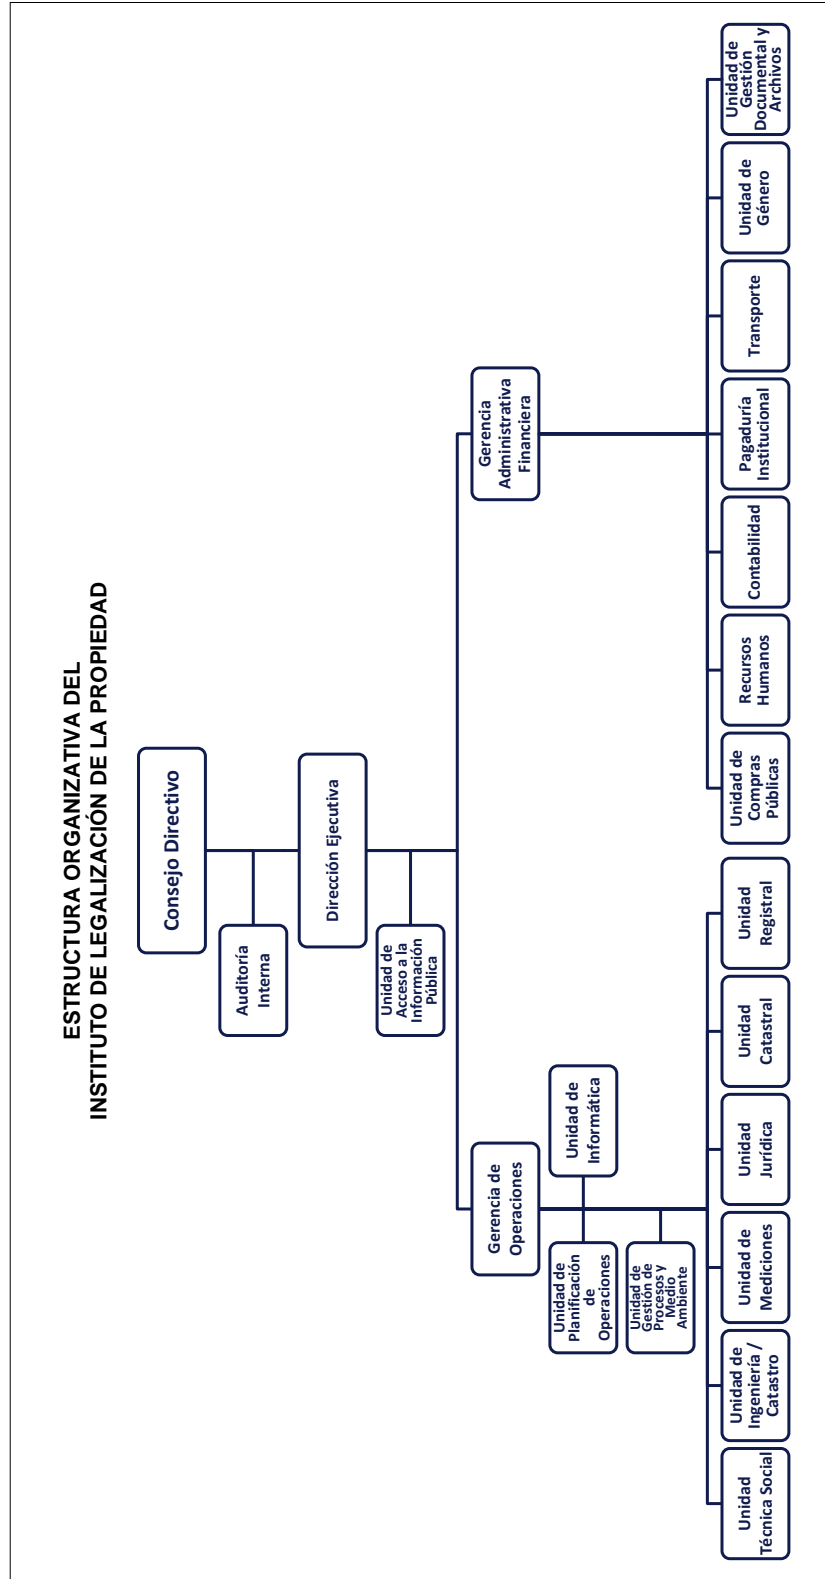 ESTRUCTURA ORGANIZATIVA DEL
INSTITUTO DE LEGALIZACIÓN DE LA PROPIEDAD
Consejo Directivo
Auditoría
Interna
Dirección Ejecutiva
Unidad de
Acceso a la
Información
Pública
Gerencia de
Operaciones
Gerencia
Administrativa
Financiera
Unidad de
Planificación
de
Operaciones
Unidad de
Informática
Unidad de
Gestión de
Procesos y
Medio
Ambiente
Unidad
Técnica Social
Unidad de
Ingeniería /
Catastro
Unidad de
Mediciones
Unidad
Jurídica
Unidad
Catastral
Unidad
Registral
Unidad de
Compras
Públicas
Recursos
Humanos
Contabilidad
Pagaduría
Institucional
Transporte
Unidad de
Género
Unidad de
Gestión
Documental y
Archivos